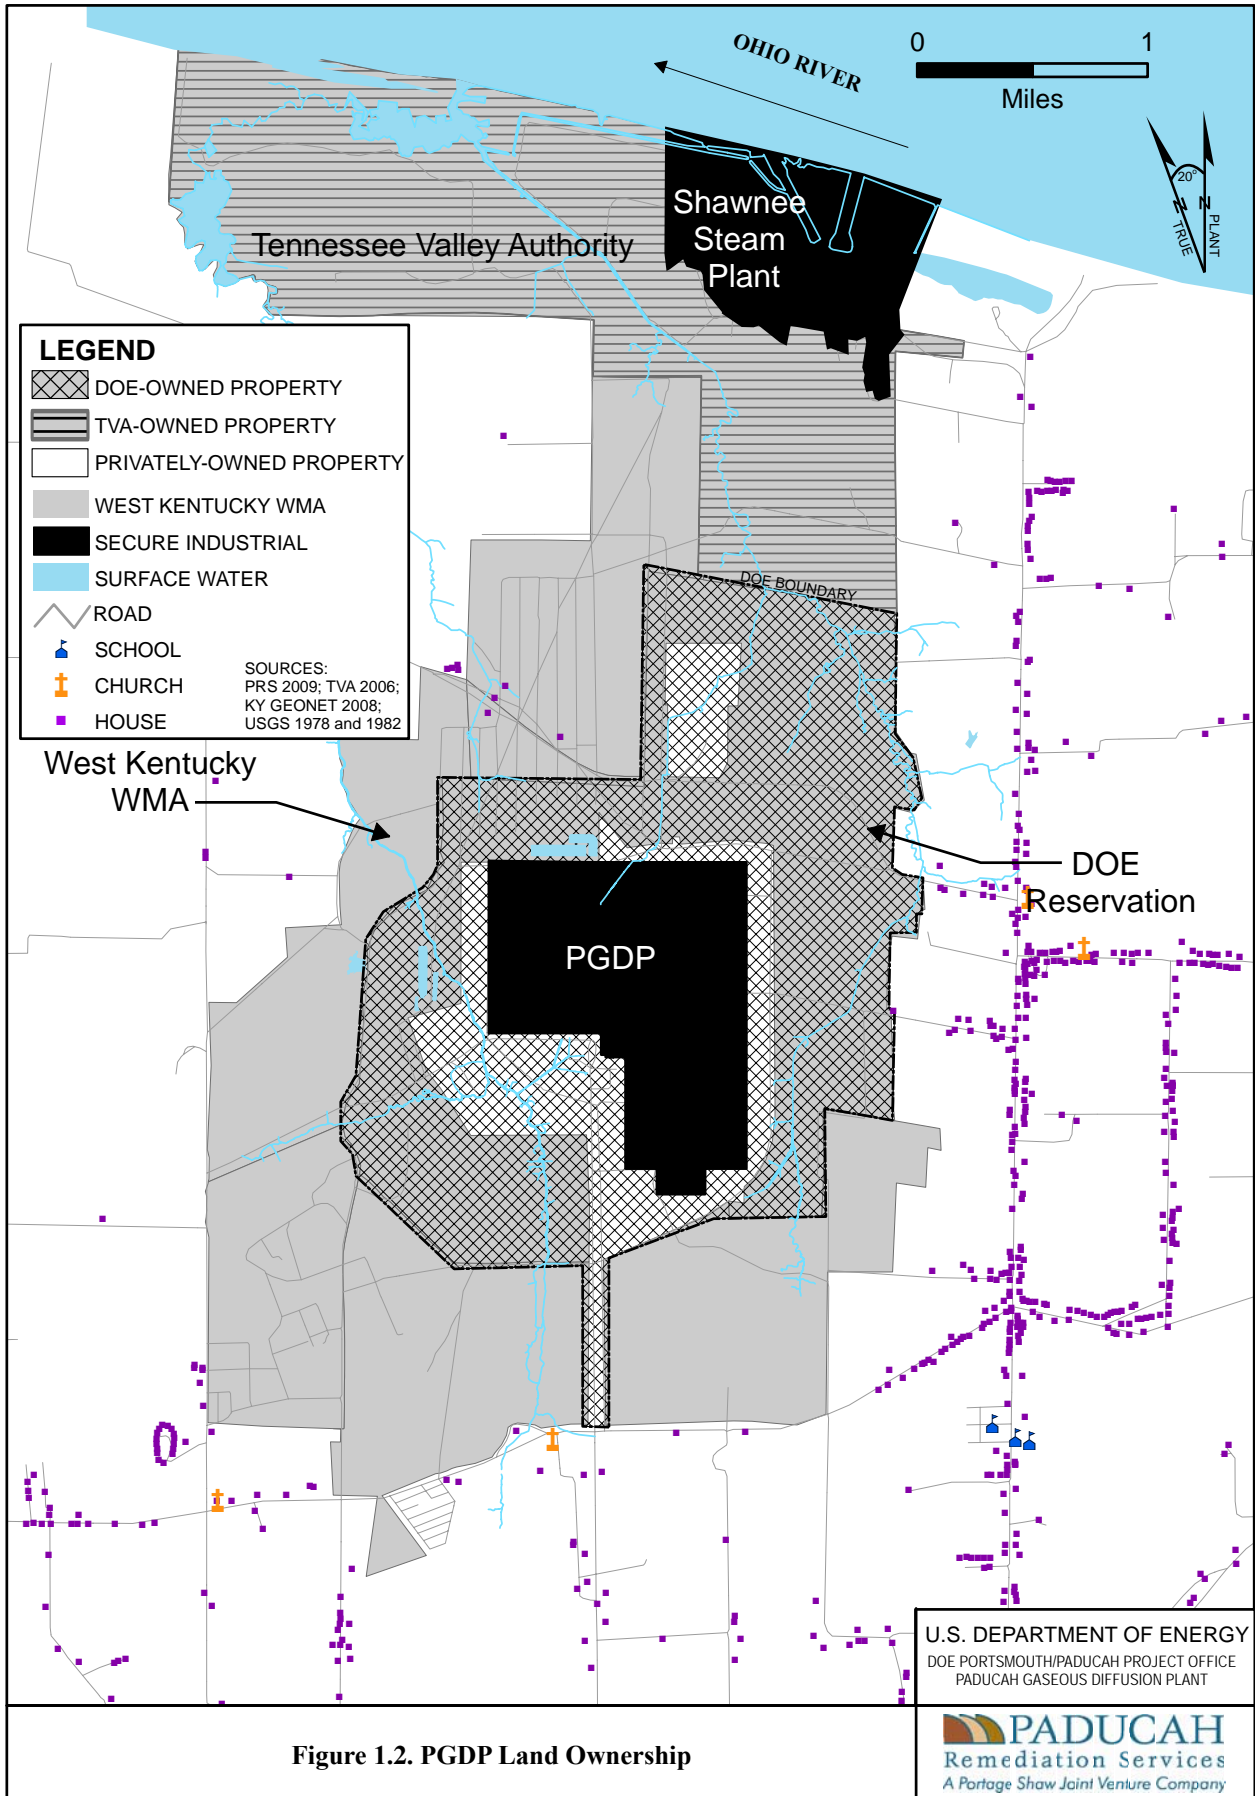 OHIO RIVER
0 1
Miles
20°
N
TRUE
N
PLANT
Shawnee
Steam
Plant
Tennessee Valley Authority
LEGEND
DOE-OWNED PROPERTY
TVA-OWNED PROPERTY
PRIVATELY-OWNED PROPERTY
WEST KENTUCKY WMA
SECURE INDUSTRIAL
SURFACE WATER
ROAD
SCHOOL
CHURCH
HOUSE
SOURCES:
PRS 2009; TVA 2006;
KY GEONET 2008;
USGS 1978 and 1982
DOE BOUNDARY
West Kentucky
WMA
DOE
Reservation
PGDP
U.S. DEPARTMENT OF ENERGY
DOE PORTSMOUTH/PADUCAH PROJECT OFFICE
PADUCAH GASEOUS DIFFUSION PLANT
Figure 1.2. PGDP Land Ownership
PADUCAH
Remediation Services
A Portage Shaw Joint Venture Company